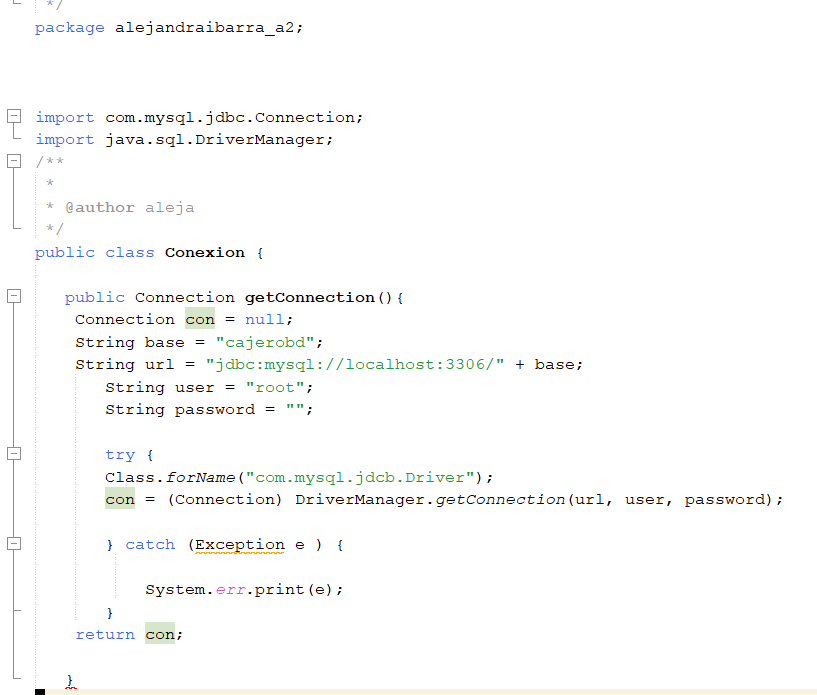 */
package alejandraibarra_a2;
import com.mysql.jdbc.Connection;
import java.sql.DriverManager;
/**
*
* @author aleja
*/
public class Conexion {
public Connection getConnection(){
Connection con = null;
String base = "cajerobd";
String url = "jdbc:mysql://localhost:3306/" + base;
String user = "root";
String password = "";
try {
Class.forName("com.mysql.jdcb.Driver");
con = (Connection) DriverManager.getConnection(url, user, password);
} catch (Exception e ) {
System.err.print(e);
}
return con;
}